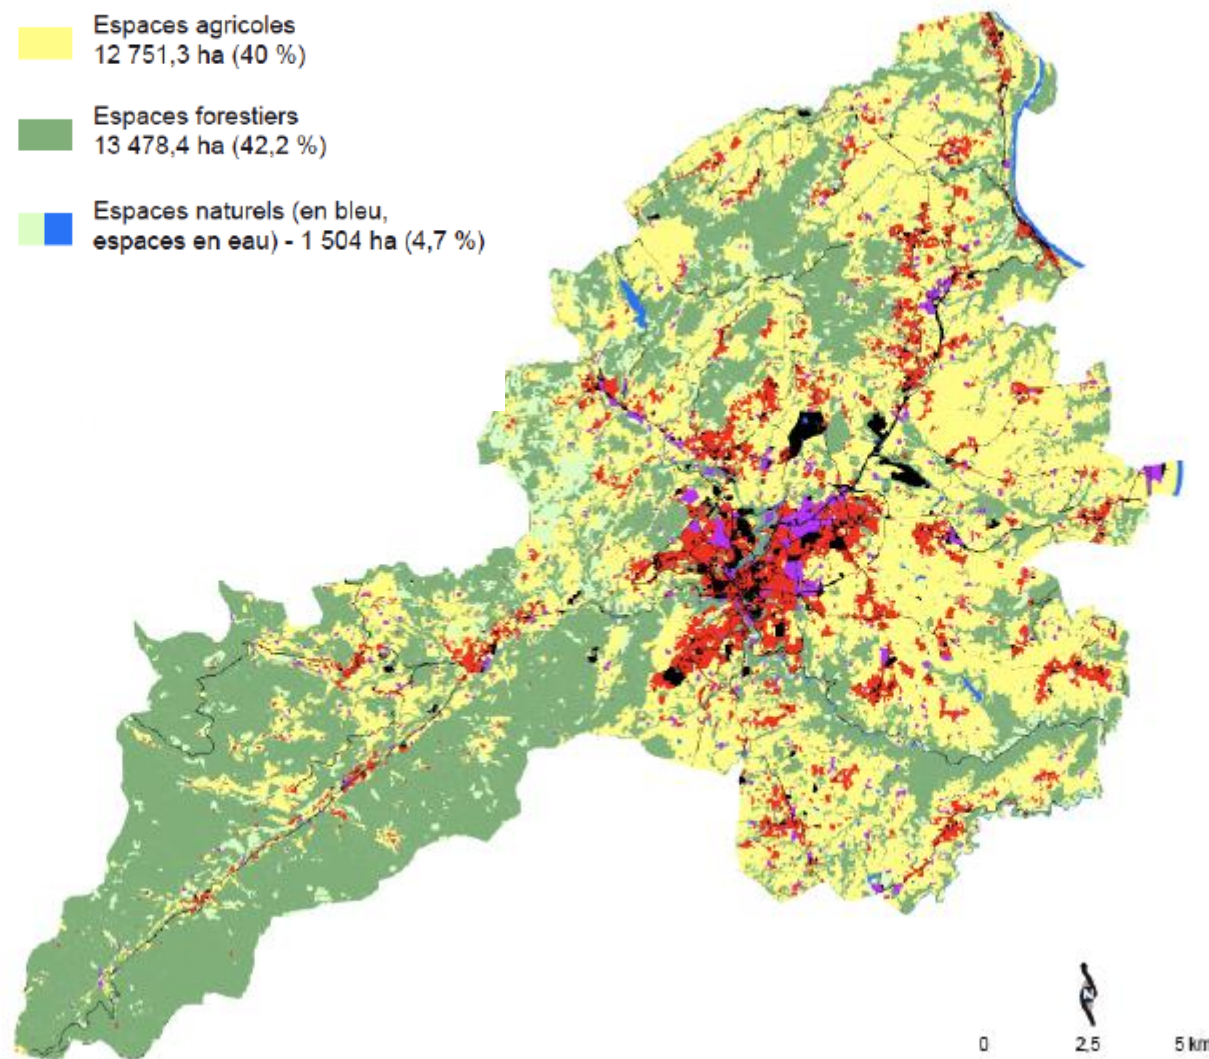 Espaces agricoles
12 751,3 ha (40 %)
Espaces forestiers
13 478,4 ha (42,2 %)
Espaces naturels (en bleu,
espaces en eau) - 1 504 ha (4,7 %)
N
0 2,5 5 km